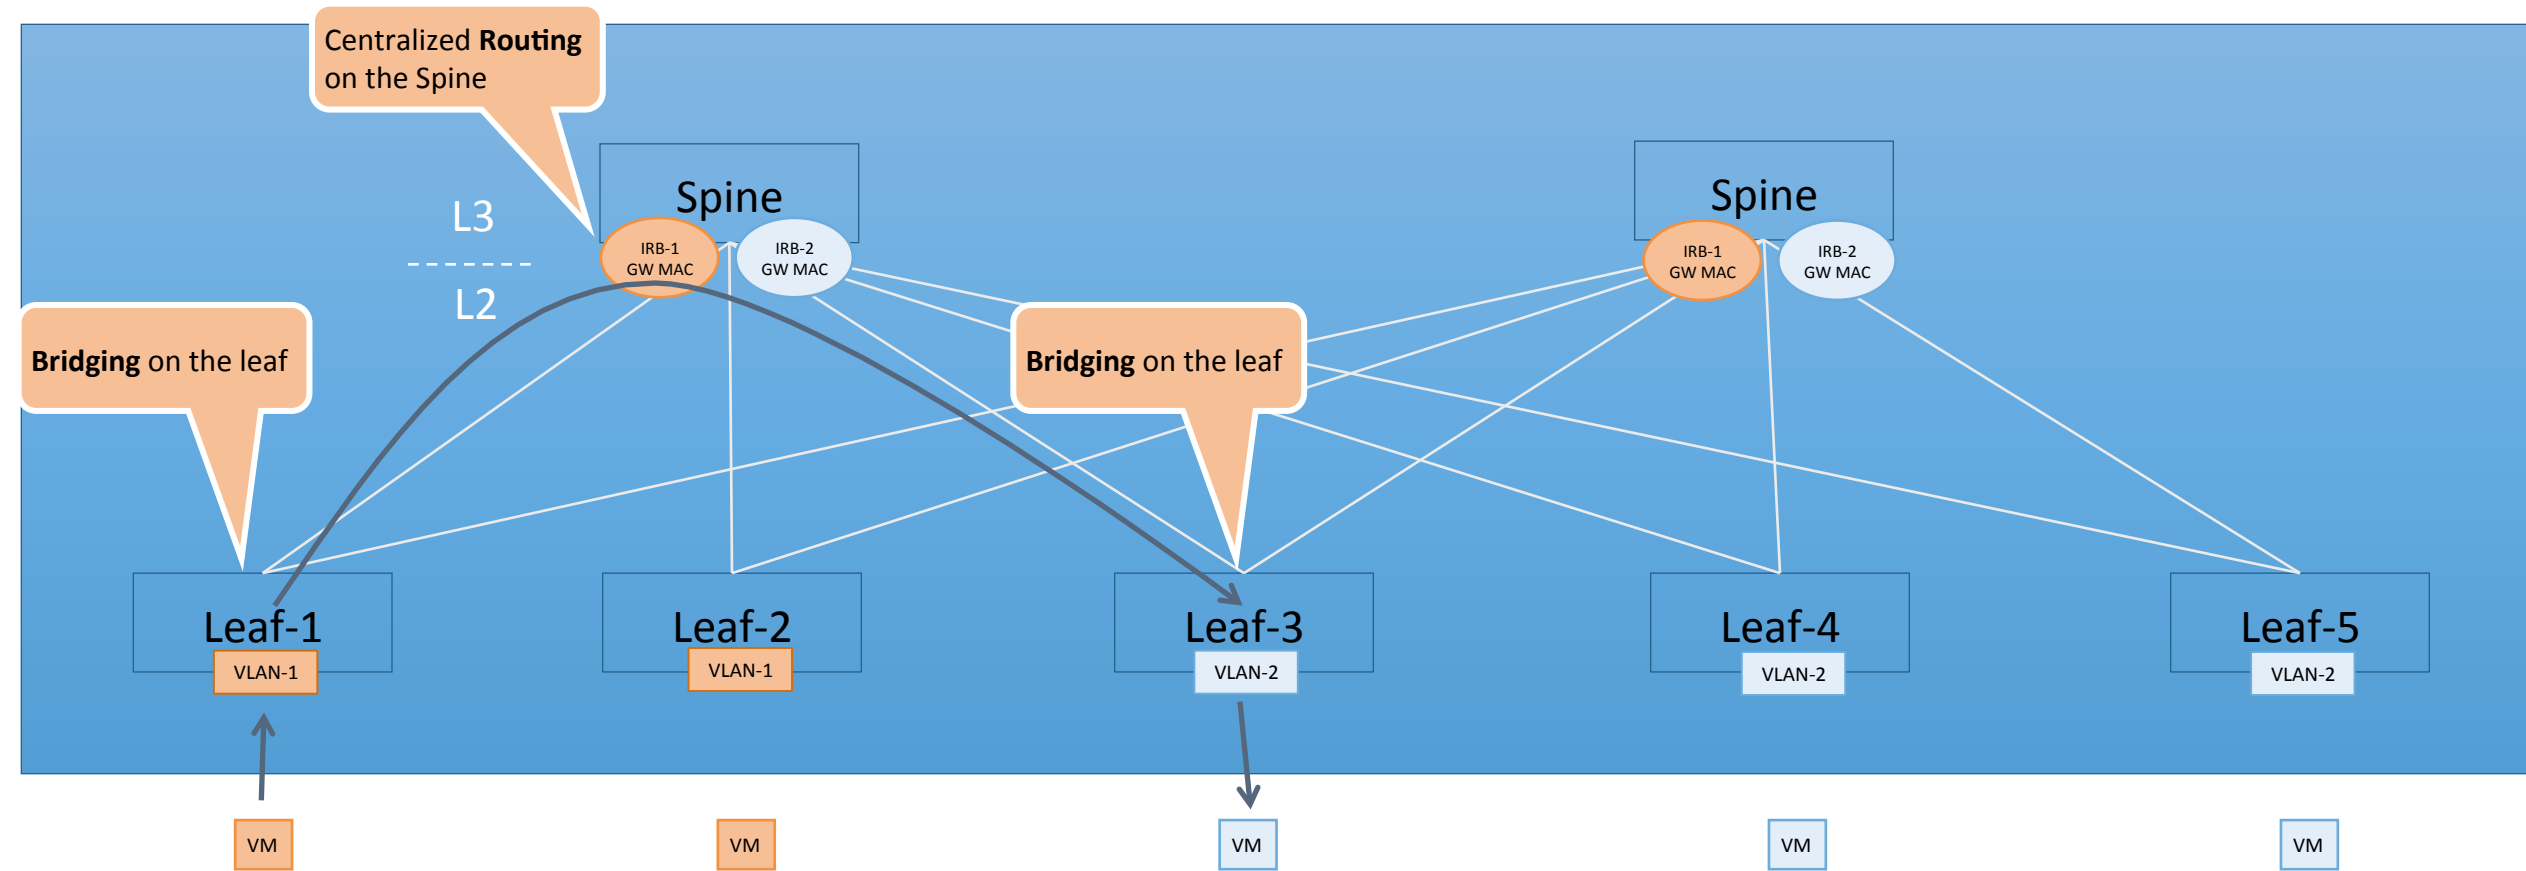 Centralized Routing
on the Spine
Spine
Spine
L3
IRB-1
GW MAC
IRB-2
GW MAC
IRB-1
GW MAC
IRB-2
GW MAC
L2
Bridging on the leaf
Bridging on the leaf
Leaf-1
Leaf-2
Leaf-3
Leaf-4
Leaf-5
VLAN-1
VLAN-1
VLAN-2
VLAN-2
VLAN-2
VM
VM
VM
VM
VM